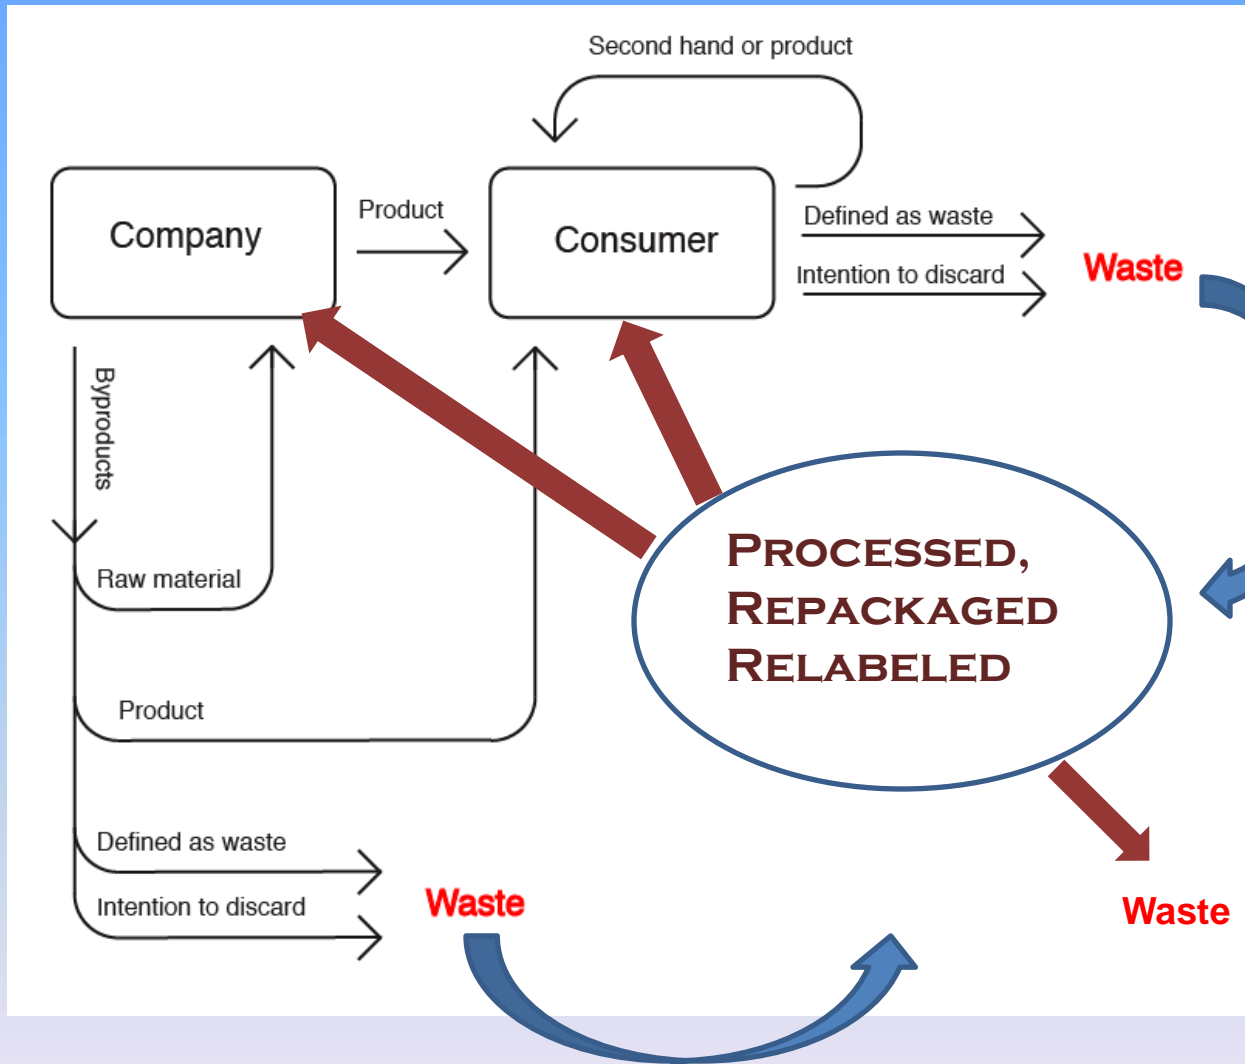 Second hand or product
Company
Product
Consumer
Defined as waste
Intention to discard
Waste
Byproducts
Raw material
Product
PROCESSED,
REPACKAGED
RELABELED
Defined as waste
Intention to discard
Waste
Waste